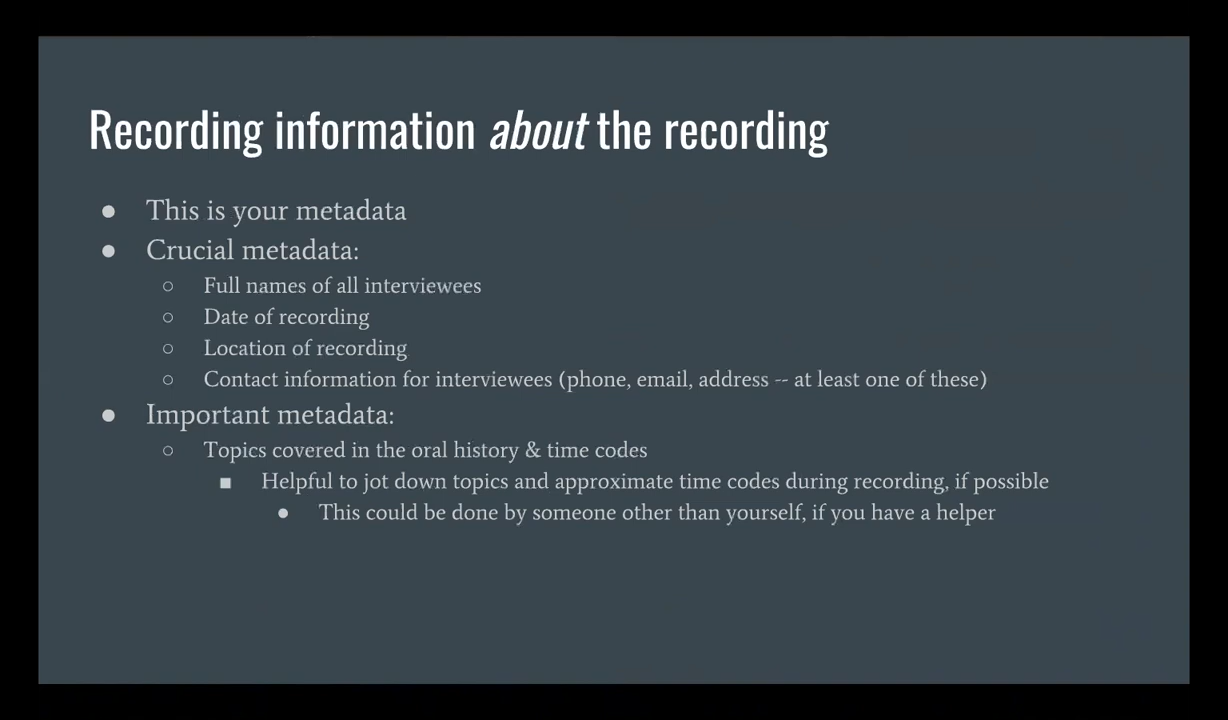 Recording information about the recording
● This is your metadata
● Crucial metadata:
○ Full names of all interviewees
○ Date of recording
○ Location of recording
○ Contact information for interviewees (phone, email, address -- at least one of these)
● Important metadata:
○ Topics covered in the oral history & time codes
■ Helpful to jot down topics and approximate time codes during recording, if possible
● This could be done by someone other than yourself, if you have a helper